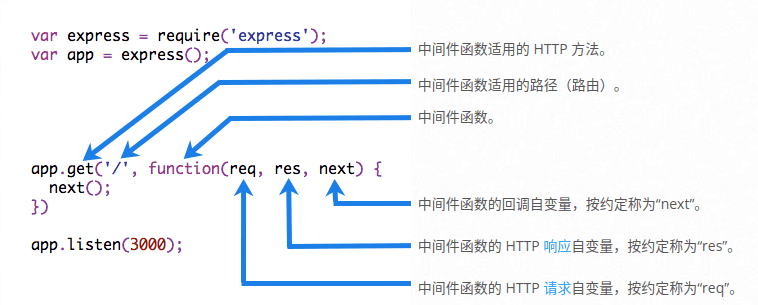 var express = require('express');
var app = express();
中间件函数适用的 HTTP 方法。
中间件函数适用的路径（路由）。
中间件函数。
app.get('/', function(req, res, next) {
next();
})
中间件函数的回调自变量，按约定称为“next”。
app.listen(3000);
中间件函数的 HTTP 响应自变量，按约定称为“res”。
中间件函数的 HTTP 请求自变量，按约定称为“req”。